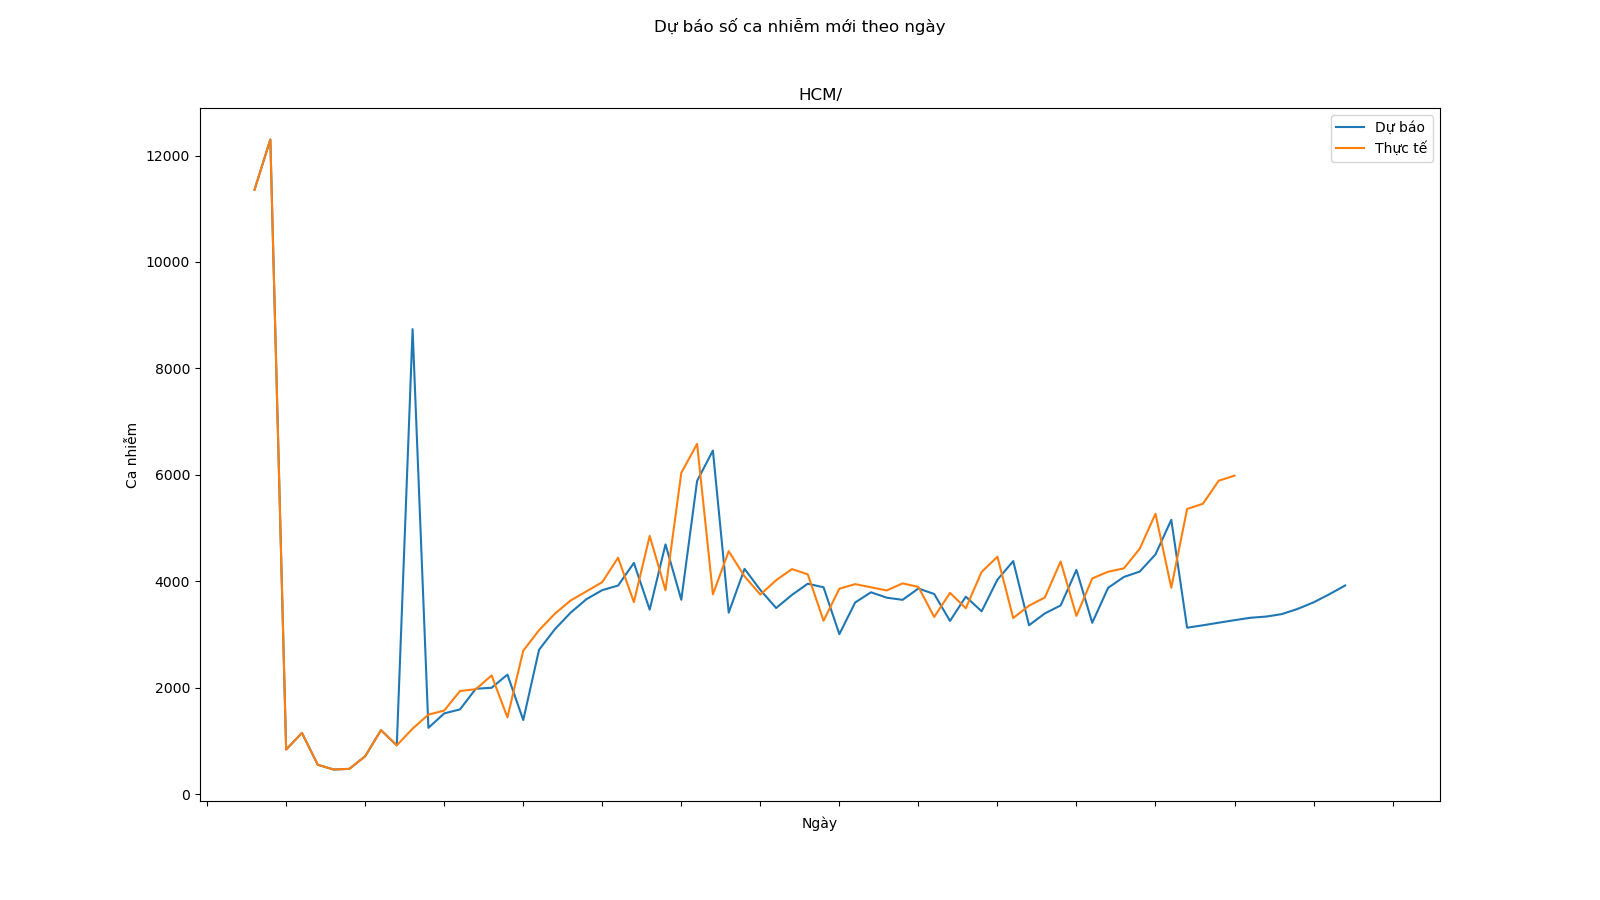 Dự báo số ca nhiễm mới theo ngày
HCM/
Dự báo
Thực tế
12000
10000
8000
6000
4000
2000
0
Ca nhiễm
Ngày